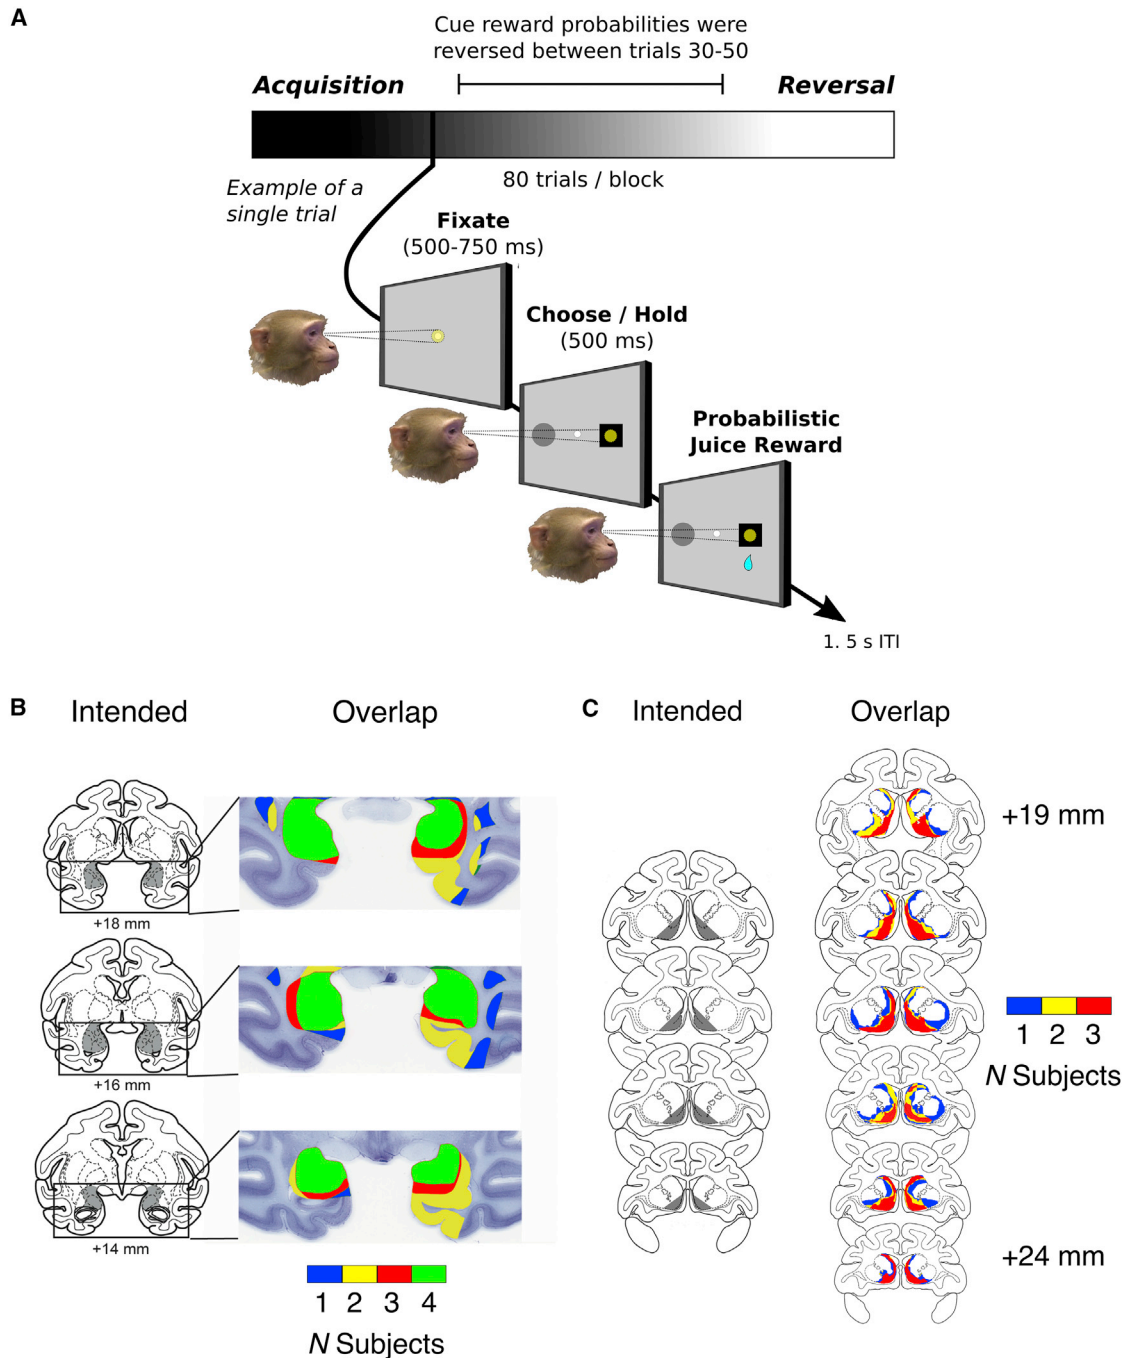 A
Cue reward probabilities were
reversed between trials 30-50
Acquisition
Reversal
Example of a
single trial
80 trials / block
Fixate
(500-750 ms)
Choose / Hold
(500 ms)
Probabilistic
Juice Reward
1. 5 s ITI
B
Intended
Overlap
+18 mm
+16 mm
+14 mm
1 2 3 4
N Subjects
C
Intended
Overlap
+19 mm
1 2 3
N Subjects
+24 mm